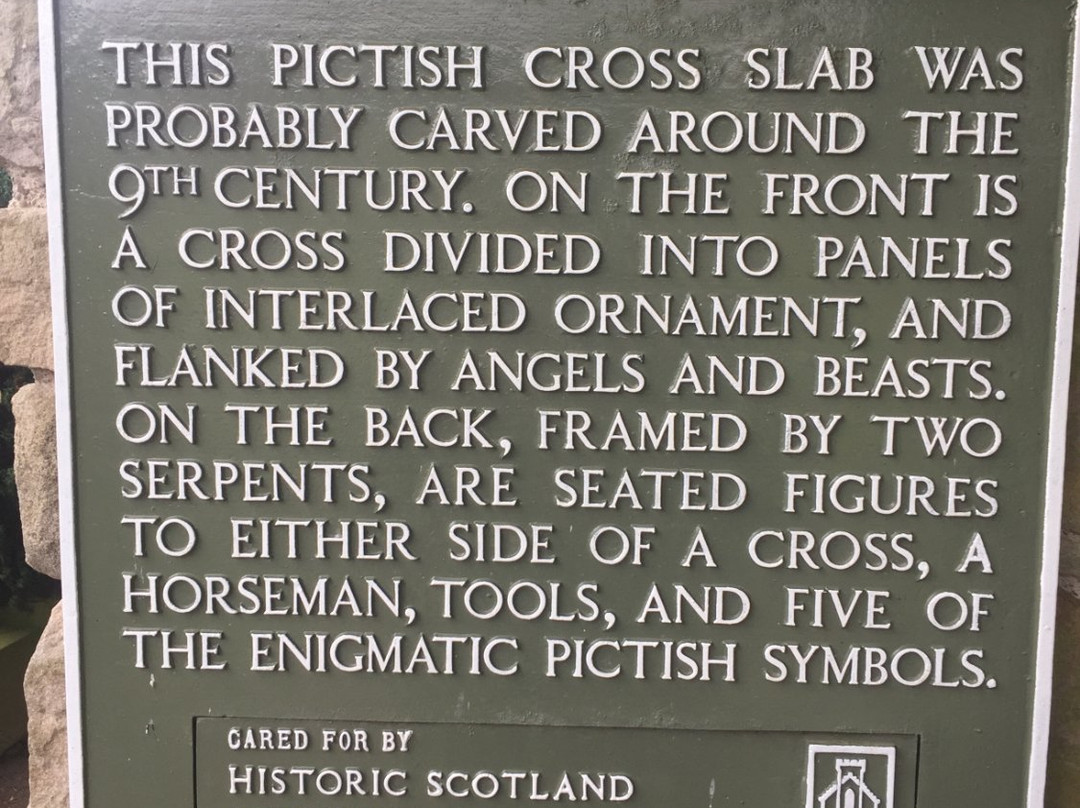 THIS PICTISH CROSS SLAB WAS
PROBABLY CARVED AROUND THE
9TH CENTURY. ON THE FRONT IS
A CROSS DIVIDED INTO PANELS
OF INTERLACED ORNAMENT, AND
FLANKED BY ANGELS AND BEASTS.
ON THE BACK, FRAMED BY TWO
SERPENTS, ARE SEATED FIGURES
TO EITHER SIDE OF A CROSS, A
HORSEMAN, TOOLS, AND FIVE OF
THE ENIGMATIC PICTISH SYMBOLS.
CARED FOR BY
HISTORIC SCOTLAND